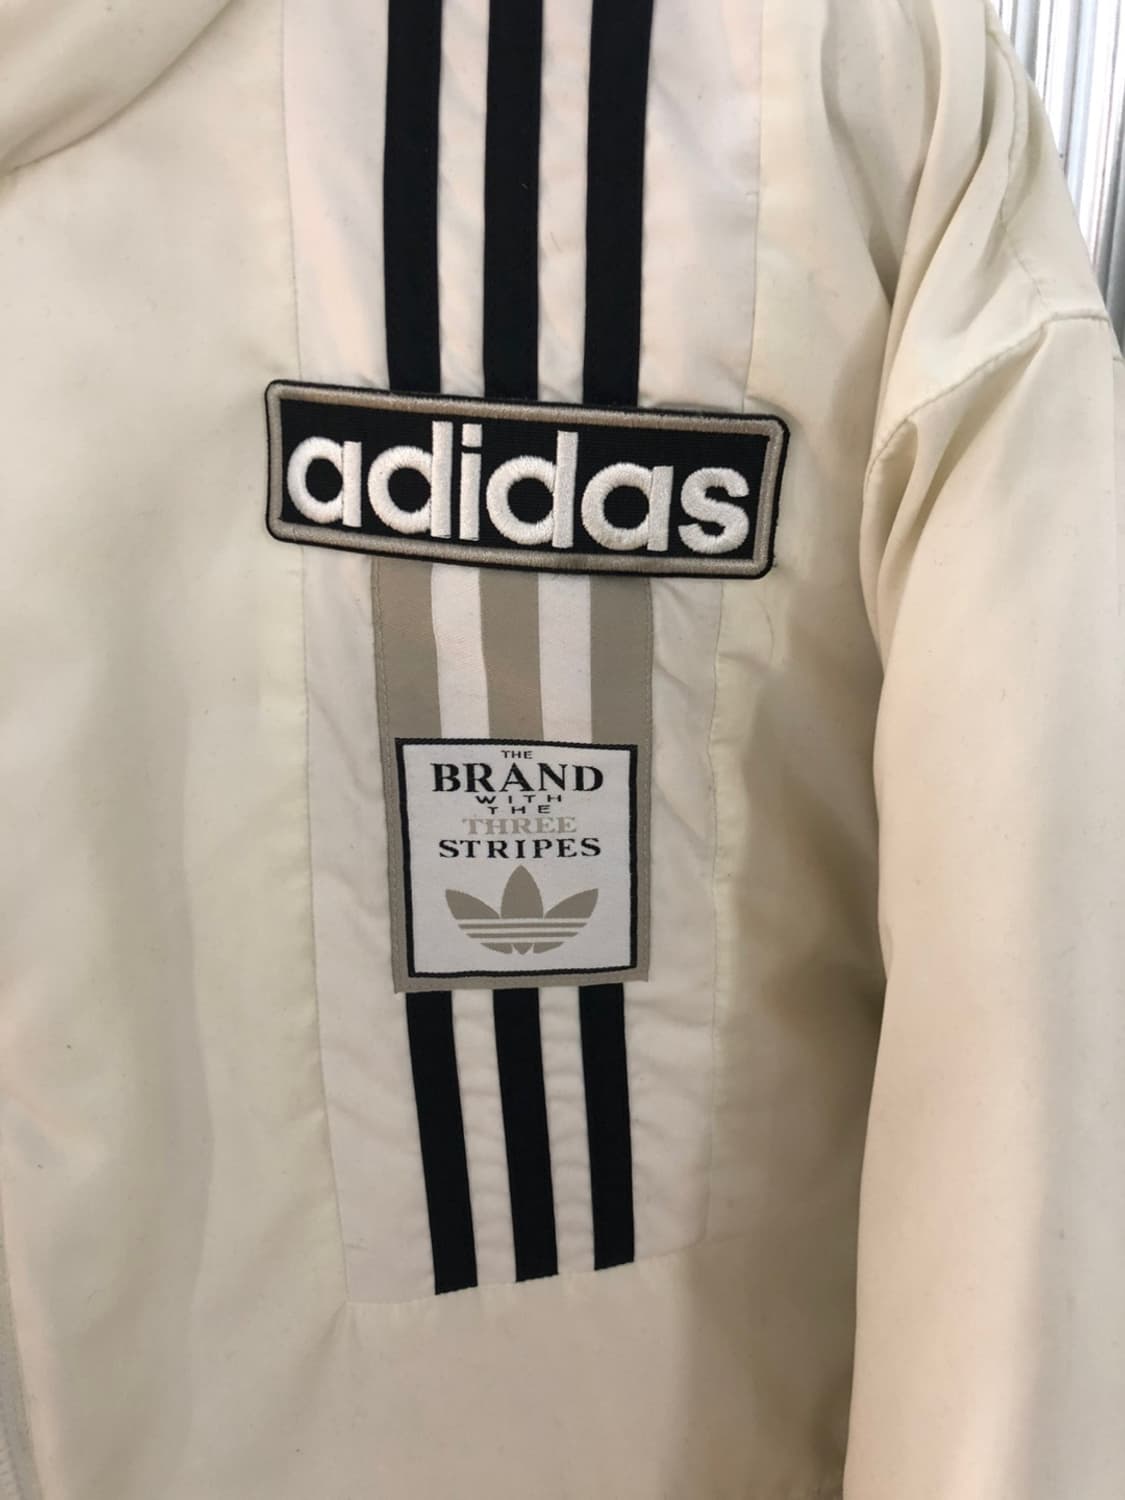 adidas
THE
BRAND
WITH
THE
THREE
STRIPES